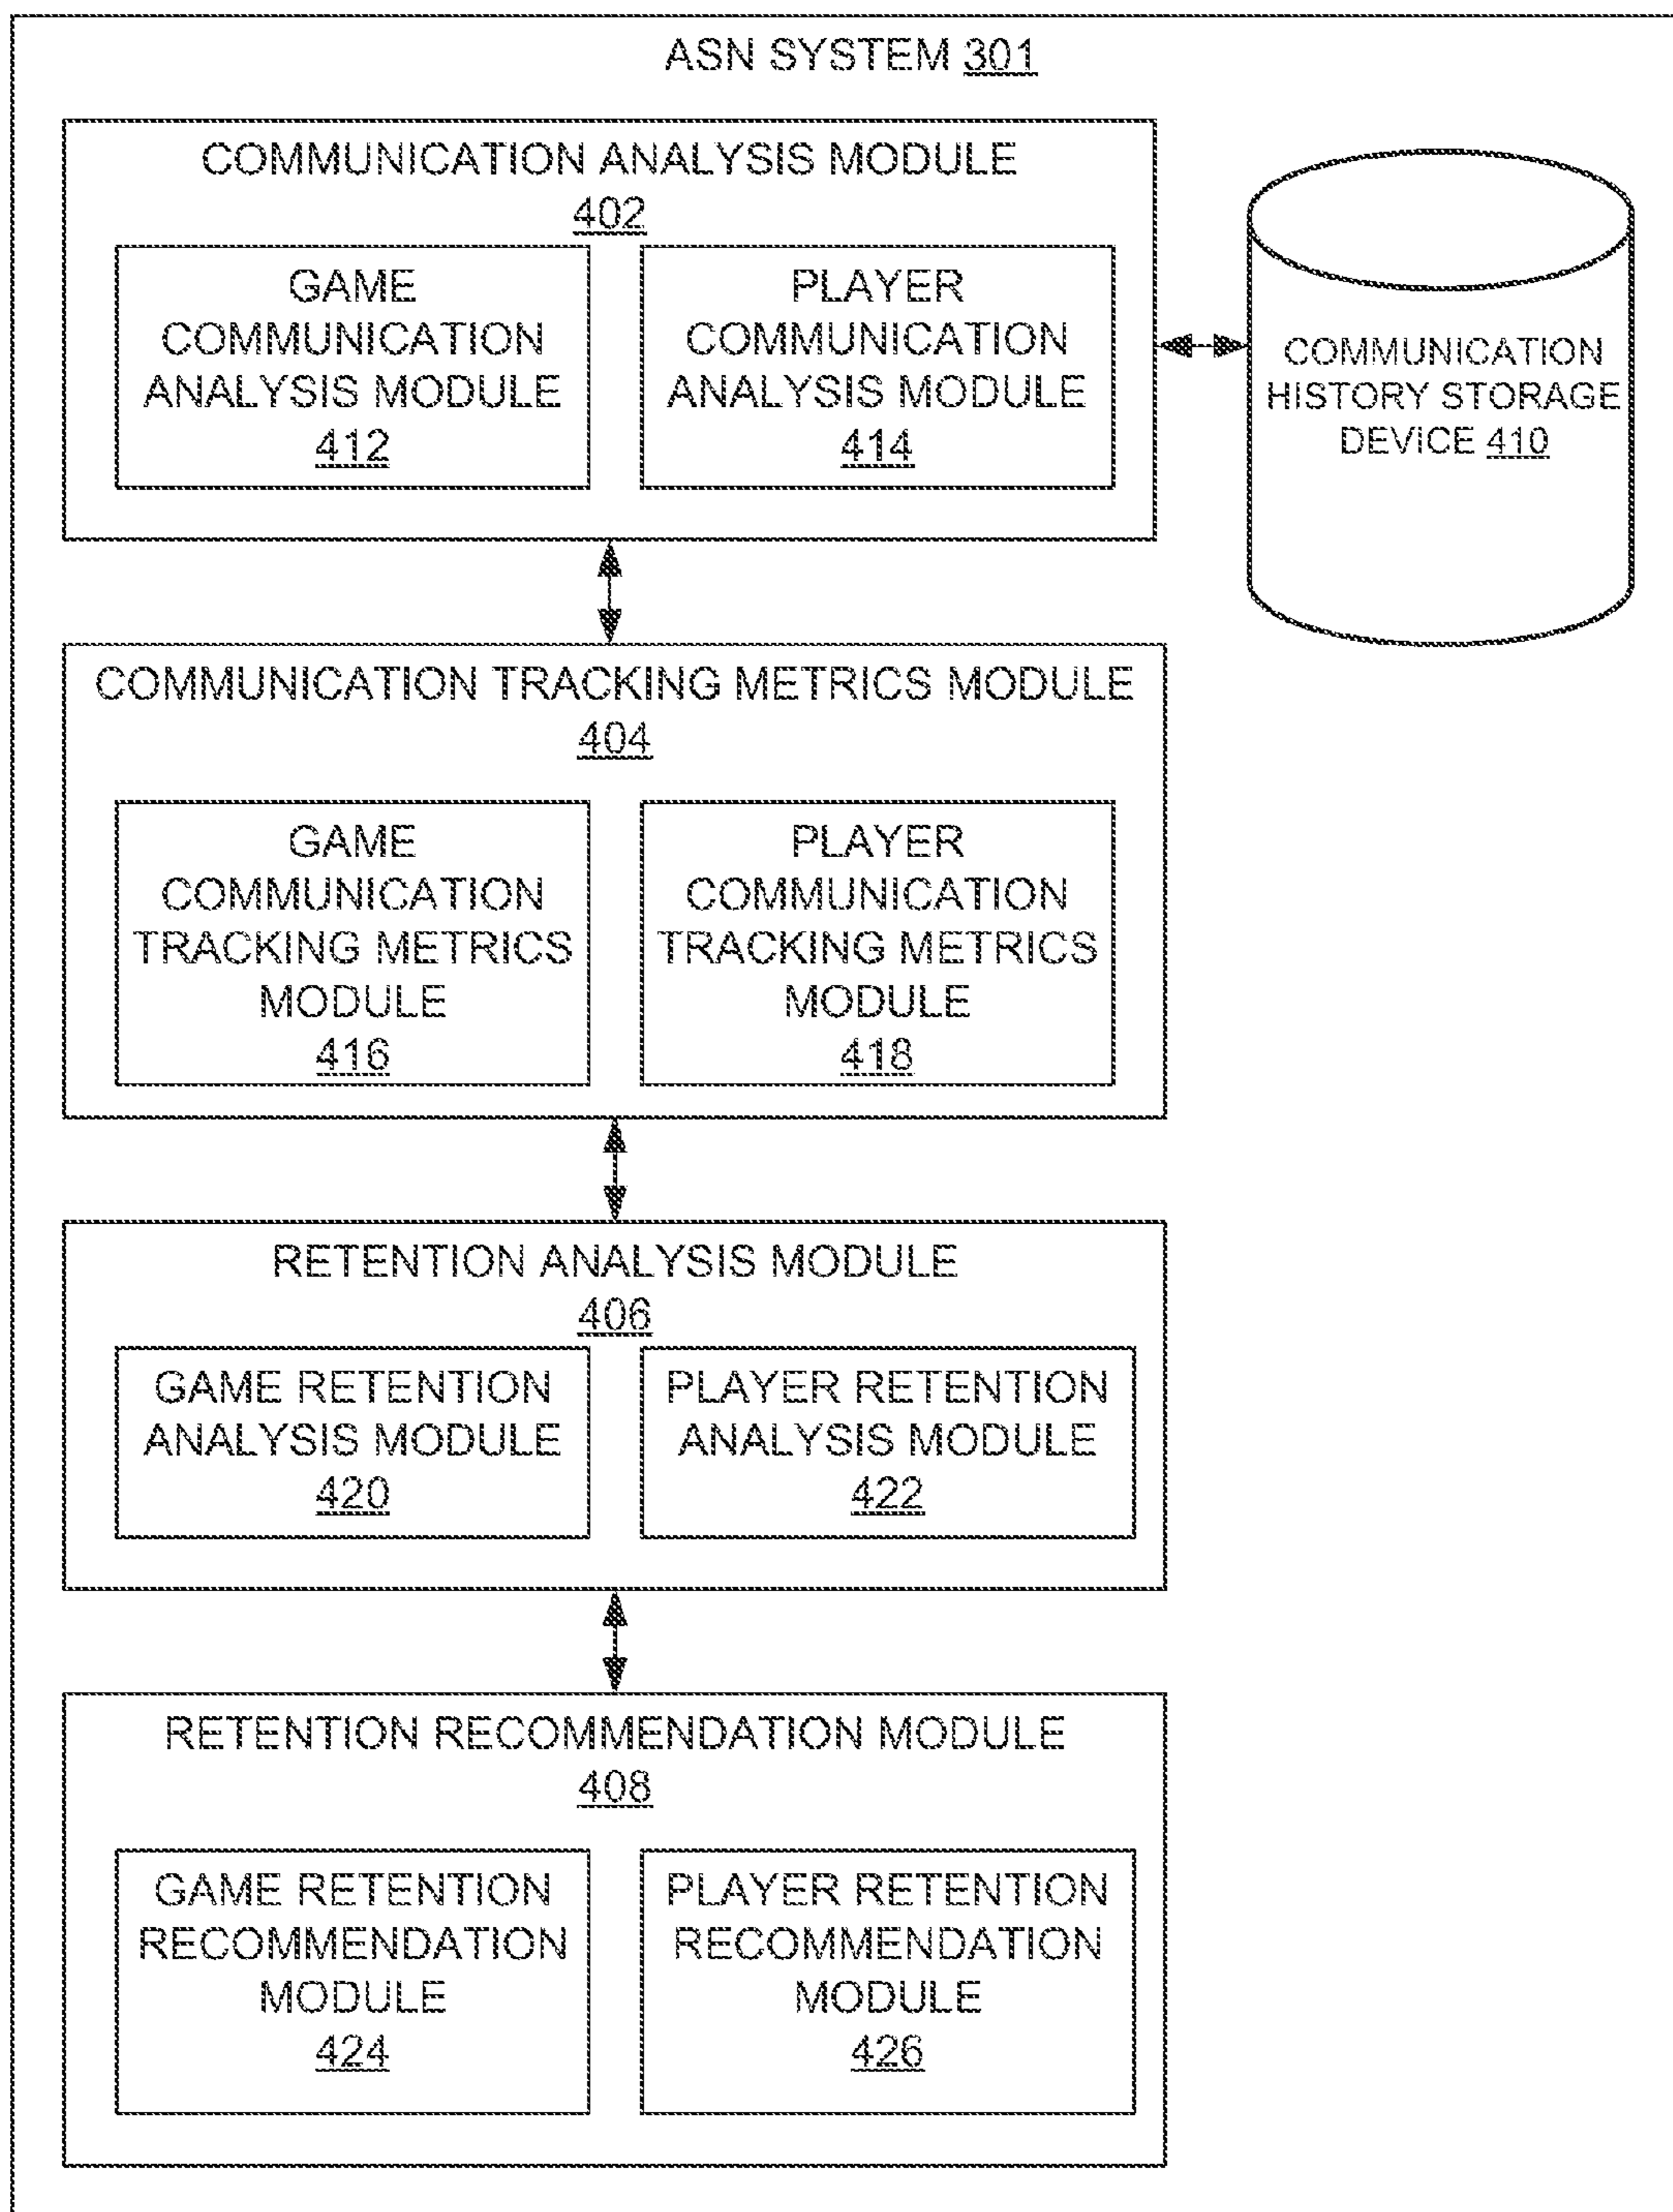 ASN SYSTEM 301
COMMUNICATION ANALYSIS MODULE
402
GAME
COMMUNICATION
ANALYSIS MODULE
412
PLAYER
COMMUNICATION
ANALYSIS MODULE
414
COMMUNICATION
HISTORY STORAGE
DEVICE 410
COMMUNICATION TRACKING METRICS MODULE
404
GAME
COMMUNICATION
TRACKING METRICS
MODULE
416
PLAYER
COMMUNICATION
TRACKING METRICS
MODULE
418
RETENTION ANALYSIS MODULE
406
GAME RETENTION
ANALYSIS MODULE
420
PLAYER RETENTION
ANALYSIS MODULE
422
RETENTION RECOMMENDATION MODULE
408
GAME RETENTION
RECOMMENDATION
MODULE
424
PLAYER RETENTION
RECOMMENDATION
MODULE
426